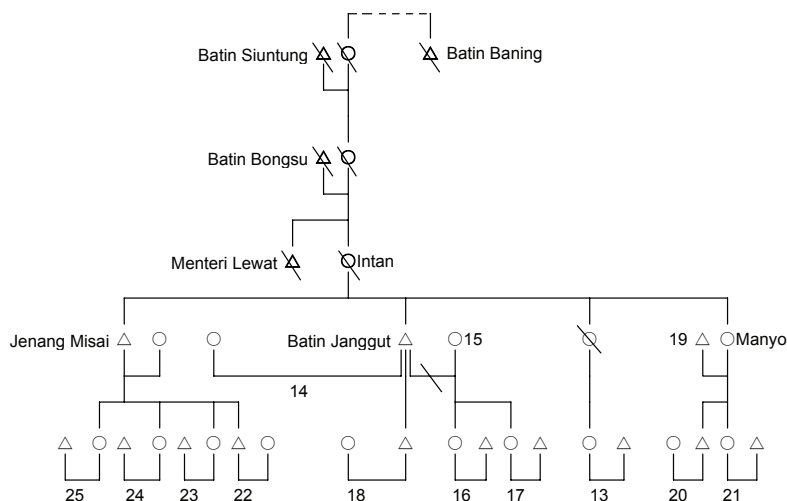 Batin Siuntung
Batin Baning
Batin Bongsu
Menteri Lewat
Intan
Jenang Misai
Batin Janggut
15
19
Manyo
14
25
24
23
22
18
16
17
13
20
21